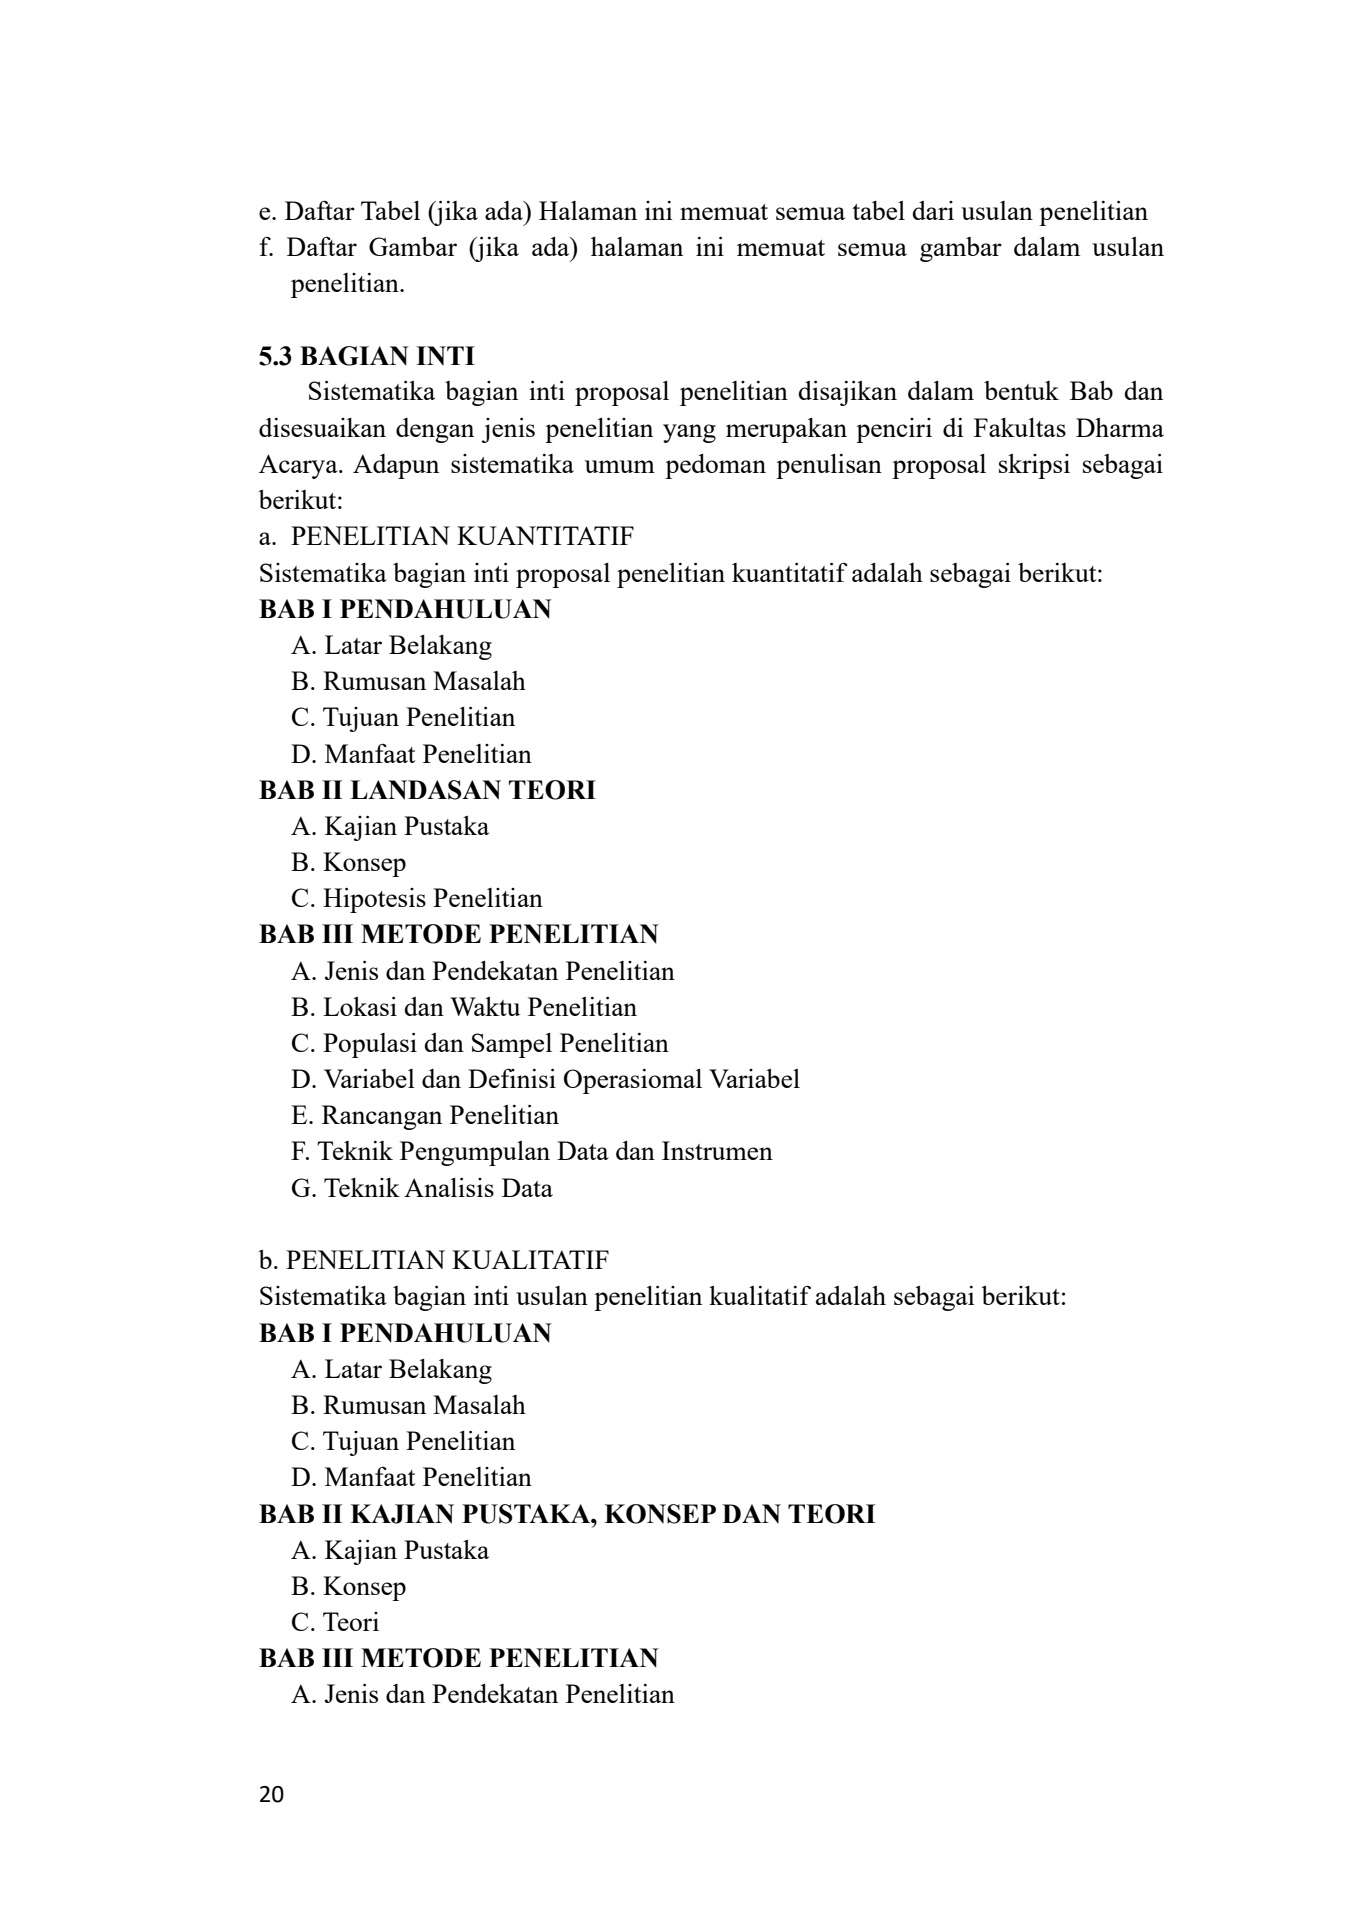 e. Daftar Tabel (jika ada) Halaman ini memuat semua tabel dari usulan penelitian
f. Daftar Gambar (jika ada) halaman ini memuat semua gambar dalam usulan
penelitian.
5.3 BAGIAN INTI
Sistematika bagian inti proposal penelitian disajikan dalam bentuk Bab dan
disesuaikan dengan jenis penelitian yang merupakan penciri di Fakultas Dharma
Acarya. Adapun sistematika umum pedoman penulisan proposal skripsi sebagai
berikut:
a. PENELITIAN KUANTITATIF
Sistematika bagian inti proposal penelitian kuantitatif adalah sebagai berikut:
BAB I PENDAHULUAN
A. Latar Belakang
B. Rumusan Masalah
C. Tujuan Penelitian
D. Manfaat Penelitian
BAB II LANDASAN TEORI
A. Kajian Pustaka
B. Konsep
C. Hipotesis Penelitian
BAB III METODE PENELITIAN
A. Jenis dan Pendekatan Penelitian
B. Lokasi dan Waktu Penelitian
C. Populasi dan Sampel Penelitian
D. Variabel dan Definisi Operasiomal Variabel
E. Rancangan Penelitian
F. Teknik Pengumpulan Data dan Instrumen
G. Teknik Analisis Data
b. PENELITIAN KUALITATIF
Sistematika bagian inti usulan penelitian kualitatif adalah sebagai berikut:
BAB I PENDAHULUAN
A. Latar Belakang
B. Rumusan Masalah
C. Tujuan Penelitian
D. Manfaat Penelitian
BAB II KAJIAN PUSTAKA, KONSEP DAN TEORI
A. Kajian Pustaka
B. Konsep
C. Teori
BAB III METODE PENELITIAN
A. Jenis dan Pendekatan Penelitian
20